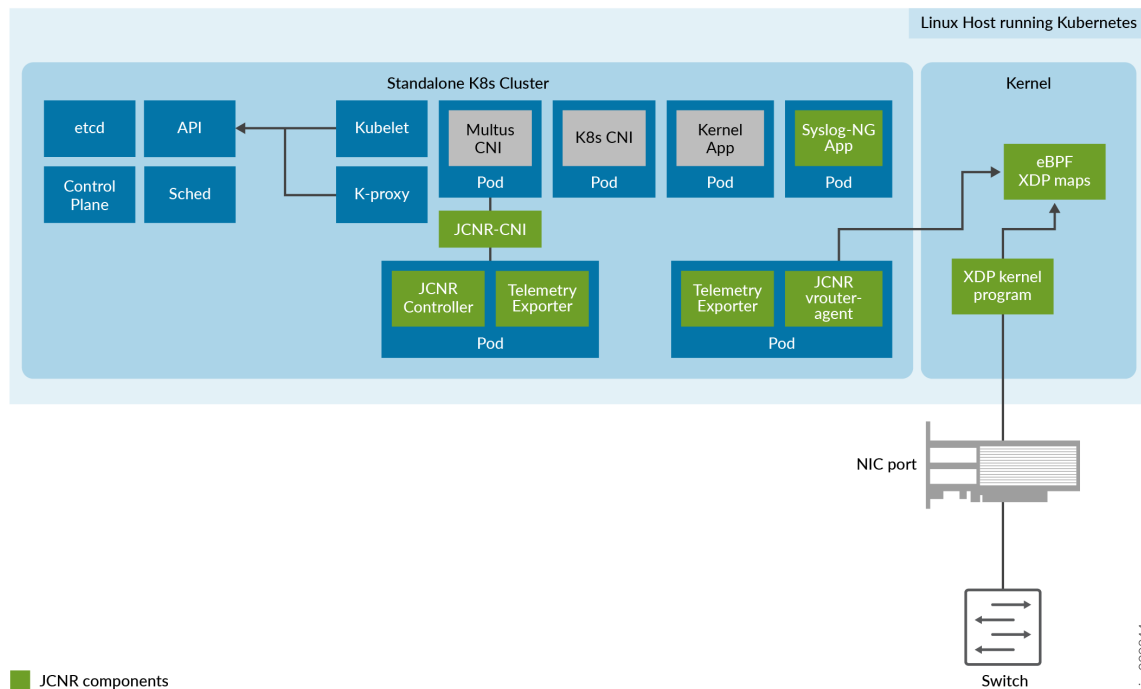 Linux Host running Kubernetes
Standalone K8s Cluster
Kernel
etcd
API
Kubelet
Multus
CNI
Pod
K8s CNI
Pod
Kernel
App
Pod
Syslog-NG
App
Pod
Control
Plane
Sched
K-proxy
eBPF
XDP maps
JCNR-CNI
JCNR
Controller
Telemetry
Exporter
Pod
Telemetry
Exporter
JCNR
vrouter-
agent
Pod
XDP kernel
program
NIC port
Switch
JCNR components